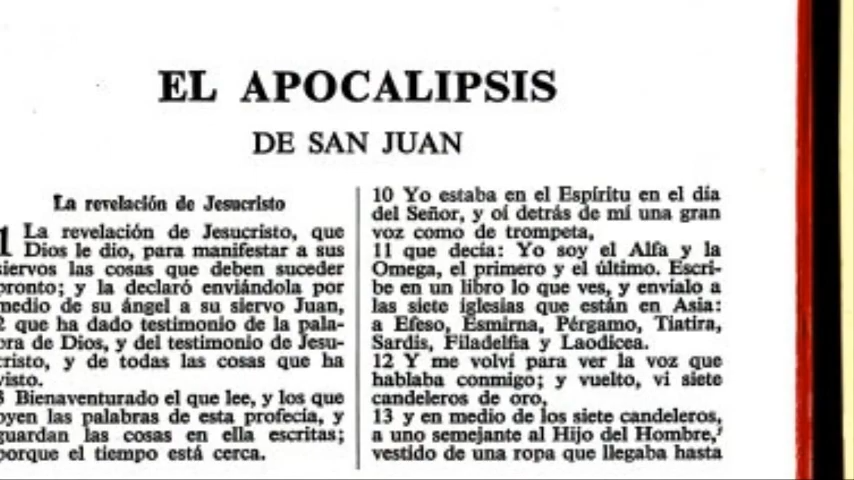 EL APOCALIPSIS
DE SAN JUAN
La revelación de Jesucristo
1 La revelación de Jesucristo, que
Dios le dio, para manifestar a sus
siervos las cosas que deben suceder
pronto; y la declaró enviándola por
medio de su ángel a su siervo Juan,
2 que ha dado testimonio de la pala-
bra de Dios, y del testimonio de Jesu-
cristo, y de todas las cosas que ha
visto.
3 Bienaventurado el que lee, y los que
oyen las palabras de esta profecía, y
guardan las cosas en ella escritas;
porque el tiempo está cerca.
10 Yo estaba en el Espíritu en el día
del Señor, y oí detrás de mí una gran
voz como de trompeta,
11 que decía: Yo soy el Alfa y la
Omega, el primero y el último. Escri-
be en un libro lo que ves, y envíalo a
las siete iglesias que están en Asia:
a Efeso, Esmirna, Pérgamo, Tiatira,
Sardis, Filadelfia y Laodicea.
12 Y me volví para ver la voz que
hablaba conmigo; y vuelto, vi siete
candeleros de oro,
13 y en medio de los siete candeleros,
a uno semejante al Hijo del Hombre,
vestido de una ropa que llegaba hasta